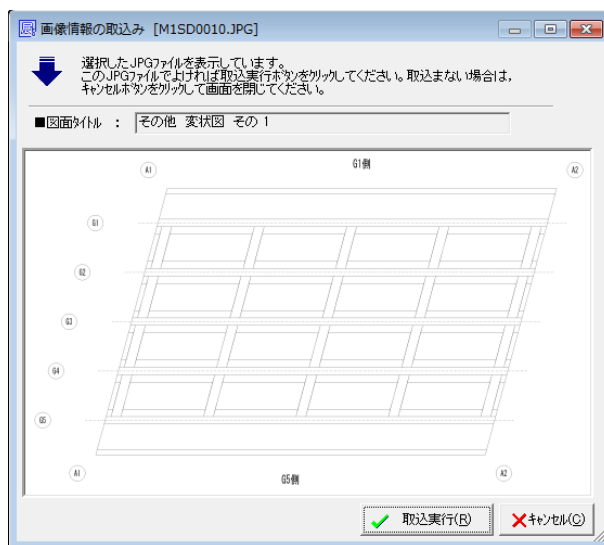 画像情報の取込み [M1SD0010.JPG]
選択したJPGファイルを表示しています。
このJPGファイルでよければ取込実行ボタンをクリックしてください。取込まない場合は,
キャンセルボタンをクリックして画面を閉じてください。
■図面タイトル : その他 変状図 その 1
A1 G1側 A2
G1
G2
G3
G4
G5
A1 G5側 A2
取込実行(R) キャンセル(C)